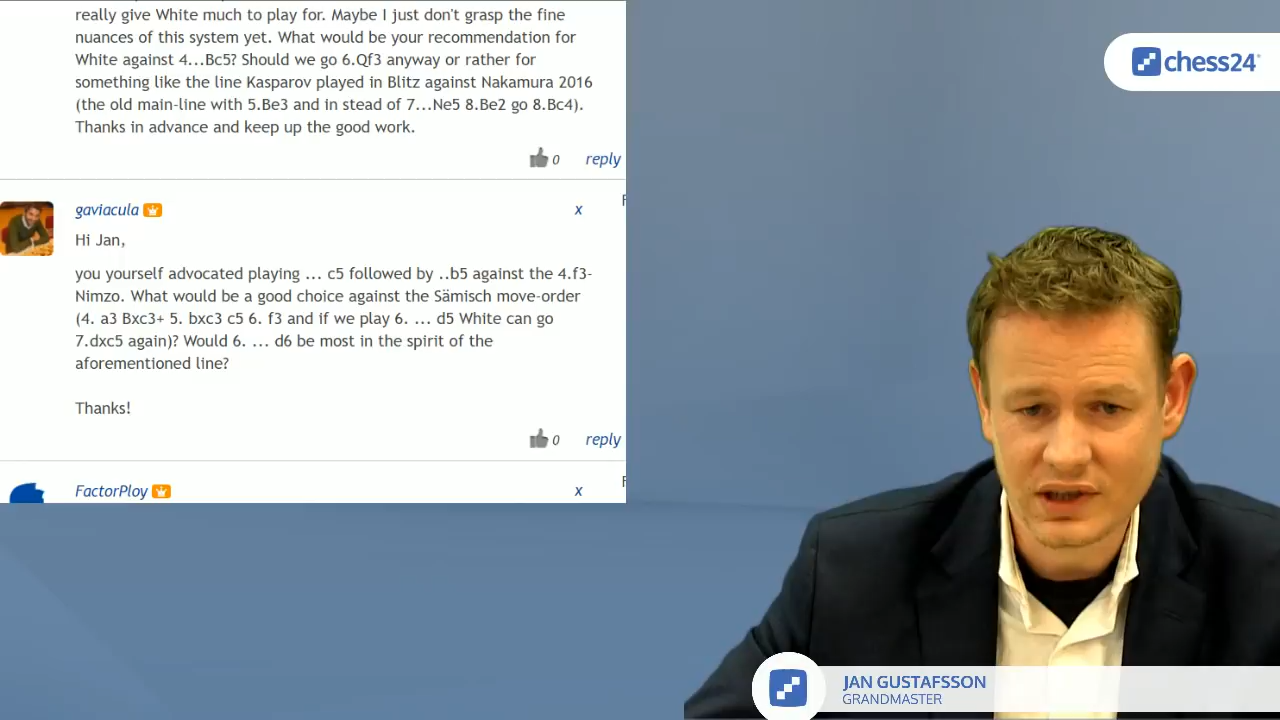 really give White much to play for. Maybe I just don't grasp the fine
nuances of this system yet. What would be your recommendation for
White against 4...Bc5? Should we go 6.Qf3 anyway or rather for
something like the line Kasparov played in Blitz against Nakamura 2016
(the old main-line with 5.Be3 and in stead of 7...Ne5 8.Be2 go 8.Bc4).
Thanks in advance and keep up the good work.
0 reply
gaviacula x
Hi Jan,
you yourself advocated playing ... c5 followed by ..b5 against the 4.f3-
Nimzo. What would be a good choice against the Sämisch move-order
(4. a3 Bxc3+ 5. bxc3 c5 6. f3 and if we play 6. ... d5 White can go
7.dxc5 again)? Would 6. ... d6 be most in the spirit of the
aforementioned line?
Thanks!
0 reply
FactorPloy x
chess24
JAN GUSTAFSSON
GRANDMASTER